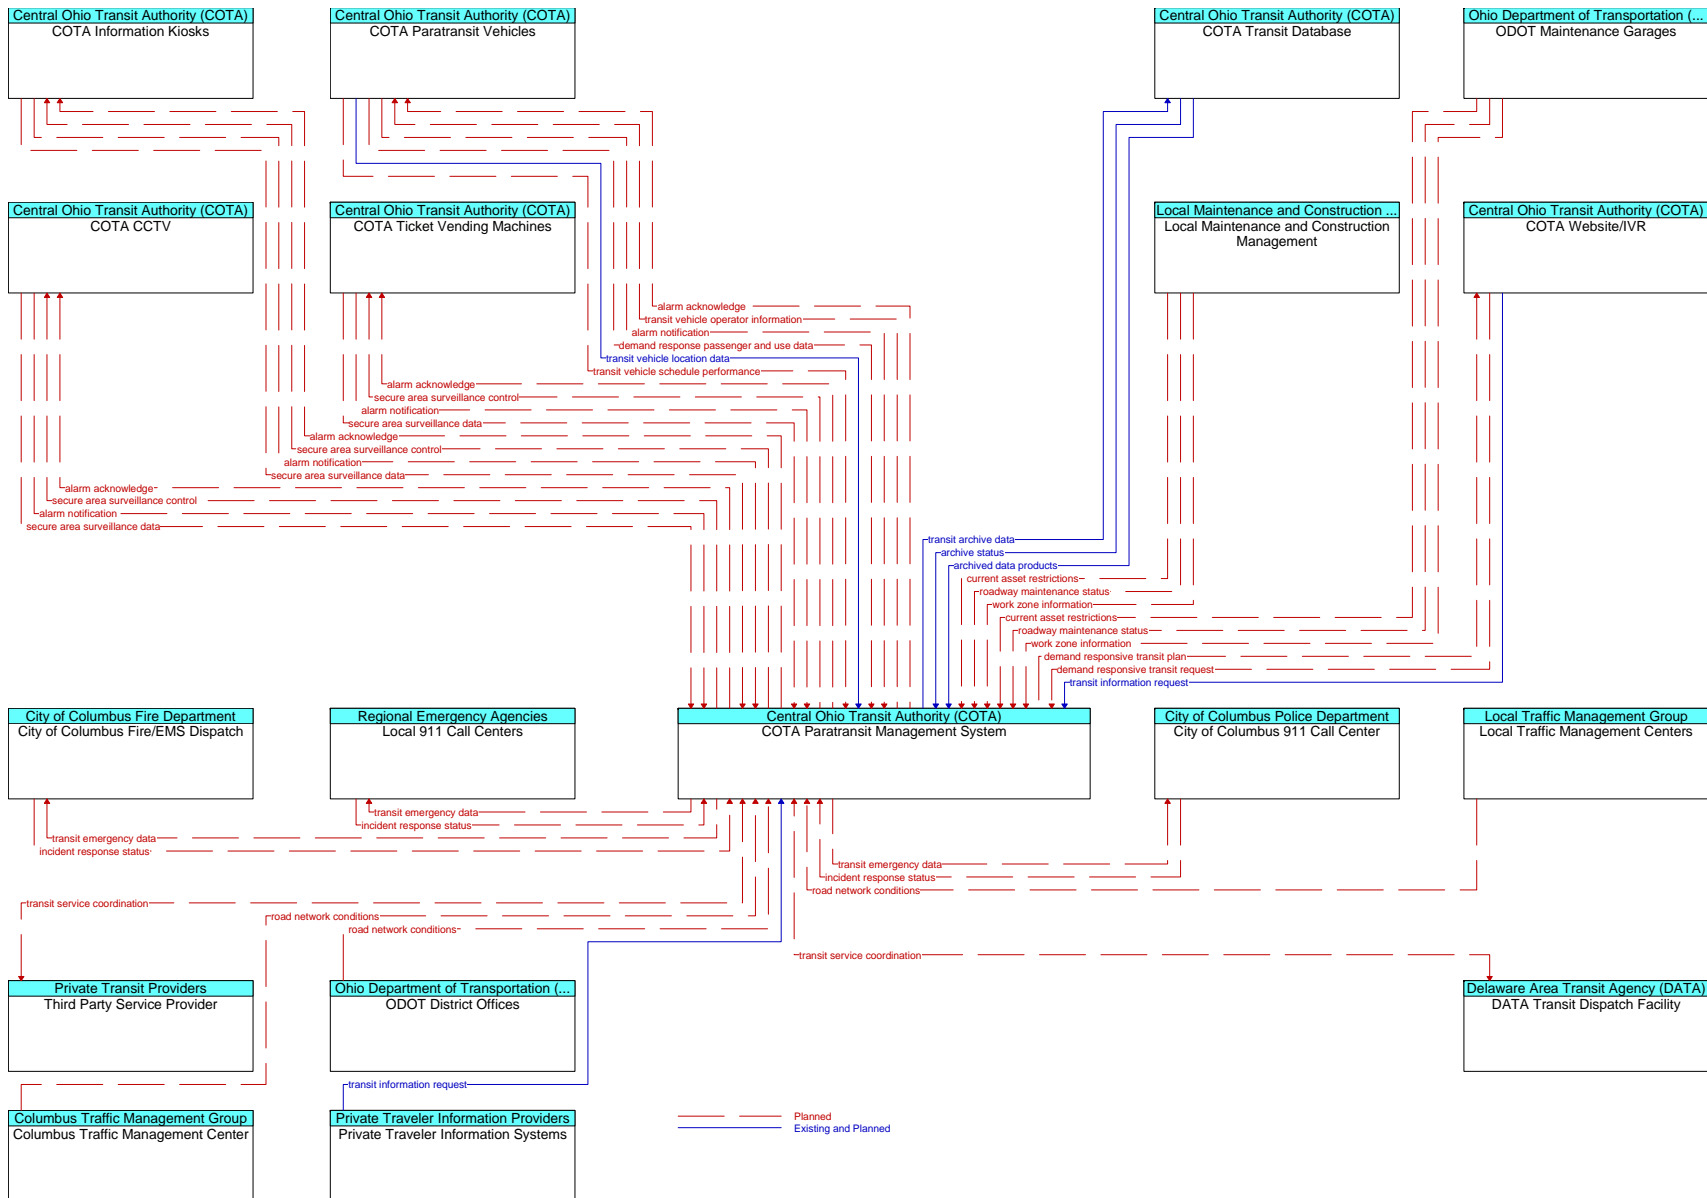 Central Ohio Transit Authority (COTA)
COTA Information Kiosks
Central Ohio Transit Authority (COTA)
COTA Paratransit Vehicles
Central Ohio Transit Authority (COTA)
COTA Transit Database
Ohio Department of Transportation (...
ODOT Maintenance Garages
Central Ohio Transit Authority (COTA)
COTA CCTV
Central Ohio Transit Authority (COTA)
COTA Ticket Vending Machines
Local Maintenance and Construction ...
Local Maintenance and Construction
Management
Central Ohio Transit Authority (COTA)
COTA Website/IVR
alarm acknowledge
transit vehicle operator information
alarm notification
demand response passenger and use data
transit vehicle location data
transit vehicle schedule performance
alarm acknowledge
secure area surveillance control
alarm notification
secure area surveillance data
alarm acknowledge
secure area surveillance control
alarm notification
secure area surveillance data
alarm acknowledge
secure area surveillance control
alarm notification
secure area surveillance data
transit archive data
archive status
archived data products
current asset restrictions
roadway maintenance status
work zone information
current asset restrictions
roadway maintenance status
work zone information
demand responsive transit plan
demand responsive transit request
transit information request
City of Columbus Fire Department
City of Columbus Fire/EMS Dispatch
Regional Emergency Agencies
Local 911 Call Centers
Central Ohio Transit Authority (COTA)
COTA Paratransit Management System
City of Columbus Police Department
City of Columbus 911 Call Center
Local Traffic Management Group
Local Traffic Management Centers
transit emergency data
incident response status
transit emergency data
incident response status
transit emergency data
incident response status
road network conditions
transit service coordination
road network conditions
road network conditions
transit service coordination
Private Transit Providers
Third Party Service Provider
Ohio Department of Transportation (...
ODOT District Offices
Delaware Area Transit Agency (DATA)
DATA Transit Dispatch Facility
transit information request
Columbus Traffic Management Group
Columbus Traffic Management Center
Private Traveler Information Providers
Private Traveler Information Systems
Planned
Existing and Planned